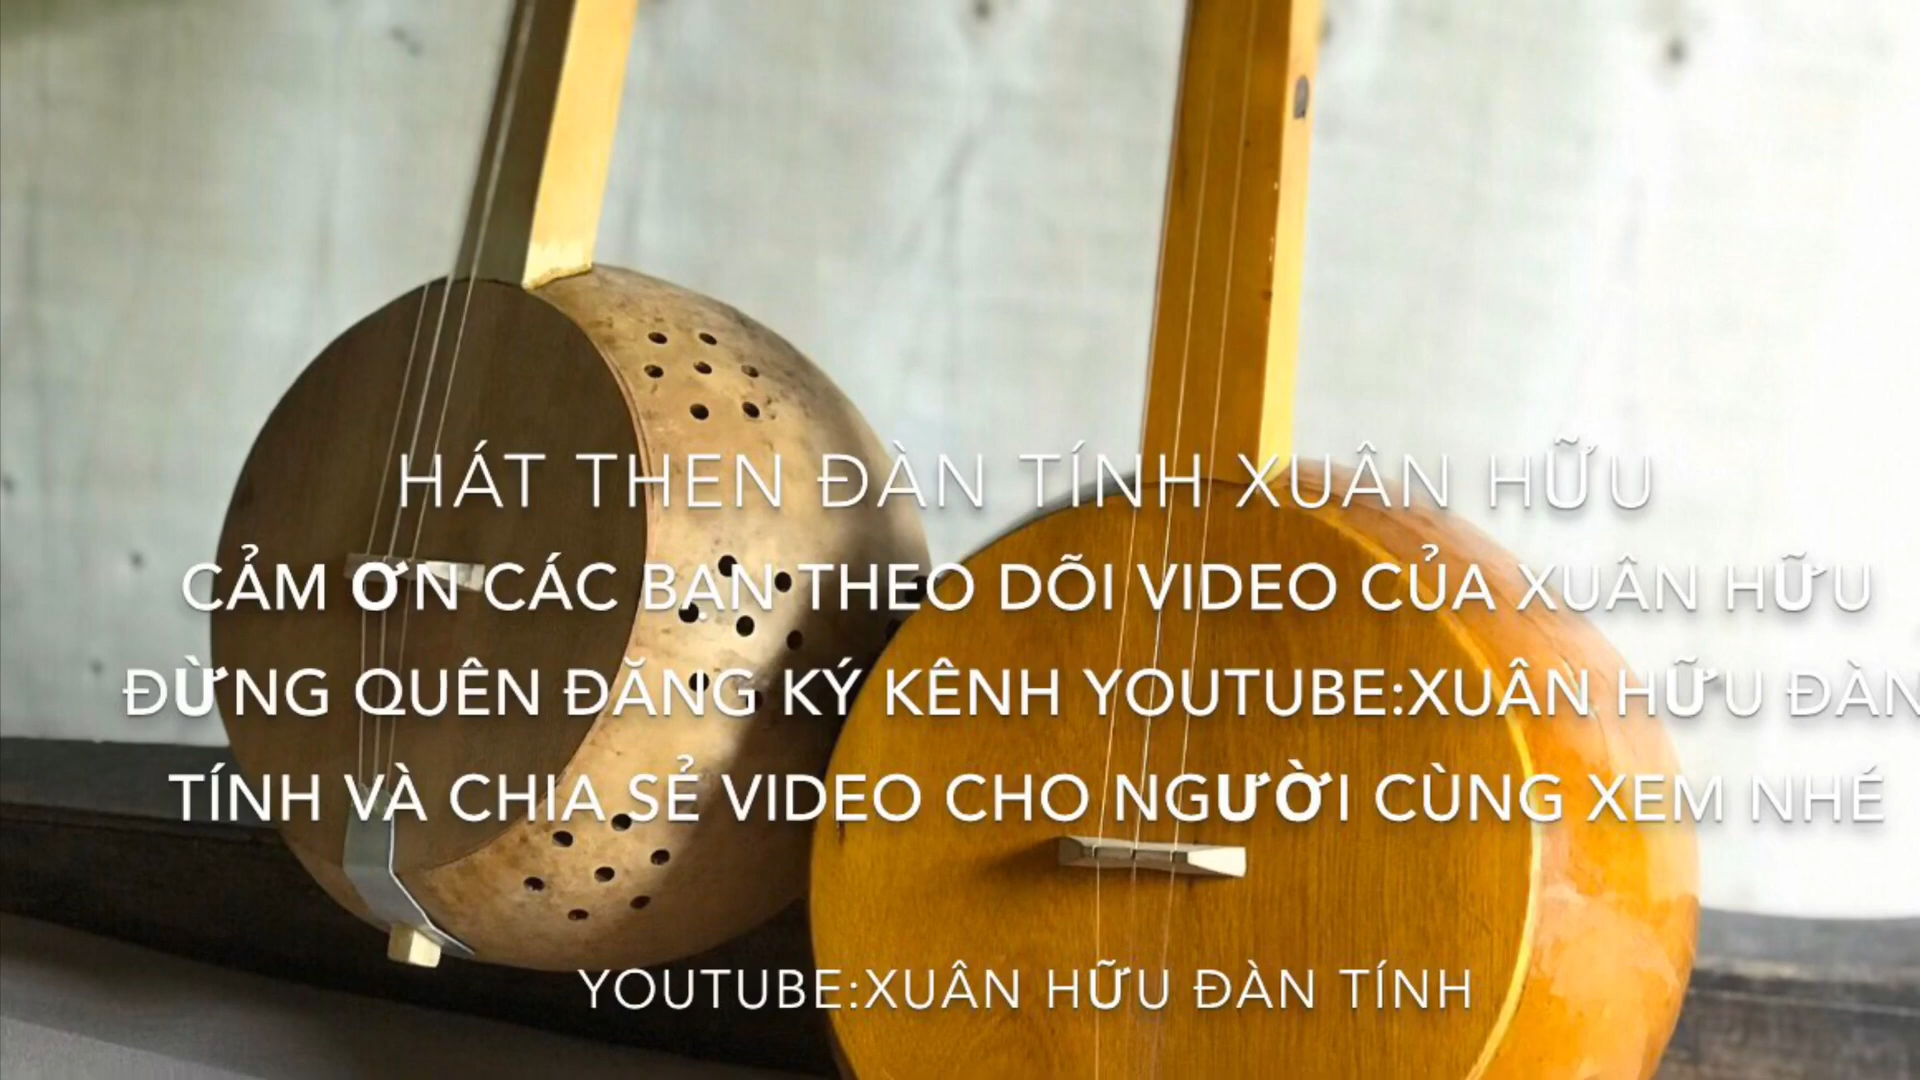 HÁT THEN ĐÀN TÍNH XUÂN HỮU
CẢM ƠN CÁC BẠN THEO DÕI VIDEO CỦA XUÂN HỮU
ĐỪNG QUÊN ĐĂNG KÝ KÊNH YOUTUBE:XUÂN HỮU ĐÀN
TÍNH VÀ CHIA SẺ VIDEO CHO NGƯỜI CÙNG XEM NHÉ
YOUTUBE:XUÂN HỮU ĐÀN TÍNH